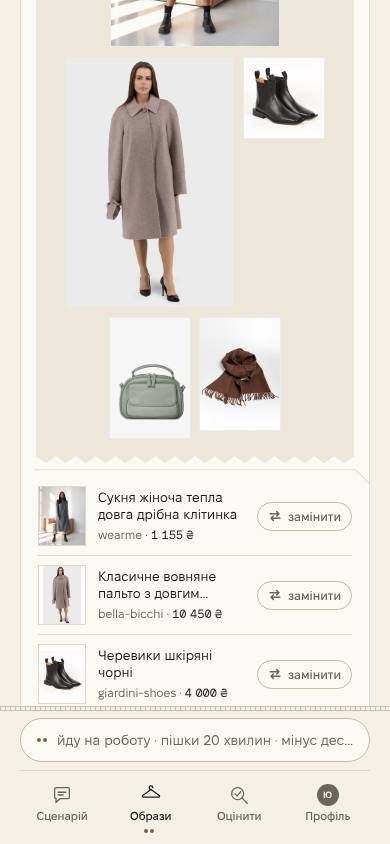 Сукня жіноча тепла
довга дрібна клітинка
wearme · 1 155 ₴
замінити
Класичне вовняне
пальто з довгим...
bella-bicchi · 10 450 ₴
замінити
Черевики шкіряні
чорні
giardini-shoes · 4 000 ₴
замінити
йду на роботу · пішки 20 хвилин · мінус дес...
Сценарій
Образи
Оцінити
Ю
Профіль